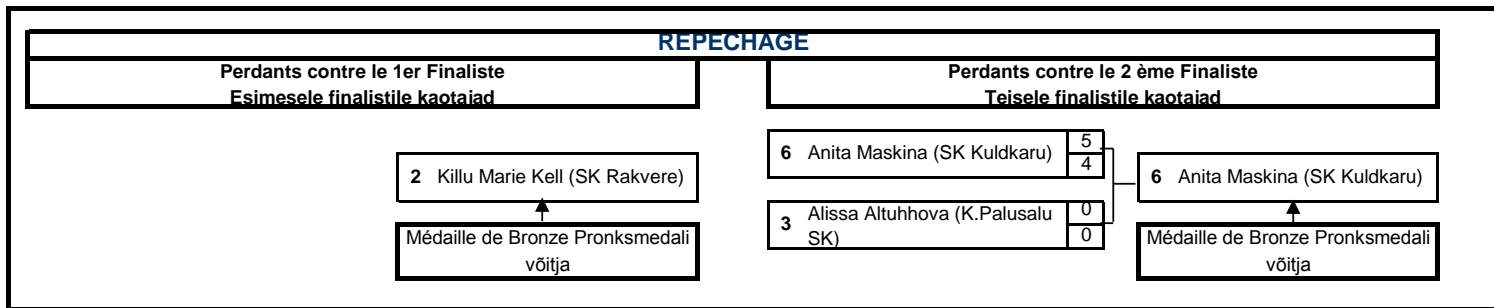 REPECHAGE
Perdants contre le 1er Finaliste
Esimesele finalistile kaotajad
Perdants contre le 2 ème Finaliste
Teisele finalistile kaotajad
6 Anita Maskina (SK Kuldkaru)
5
4
2 Killu Marie Kell (SK Rakvere)
6 Anita Maskina (SK Kuldkaru)
3 Alissa Altuhhova (K.Palusalu
SK)
0
0
Médaille de Bronze Pronksmedali
võitja
Médaille de Bronze Pronksmedali
võitja